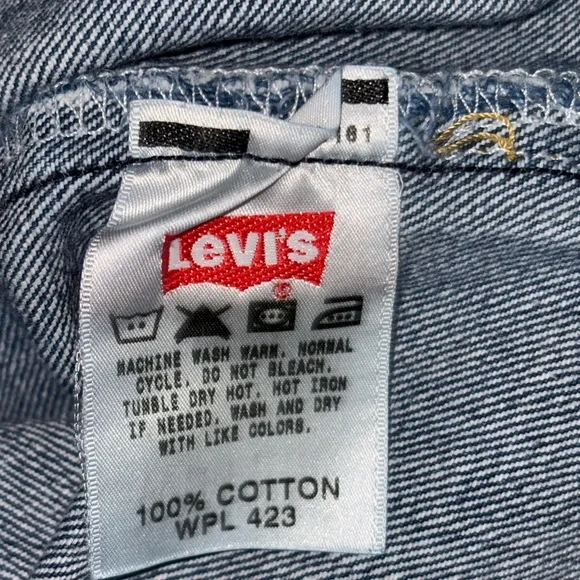 161
LEVI'S
®
MACHINE WASH WARM. NORMAL
CYCLE. DO NOT BLEACH.
TUMBLE DRY HOT. HOT IRON
IF NEEDED. WASH AND DRY
WITH LIKE COLORS.
100% COTTON
WPL 423